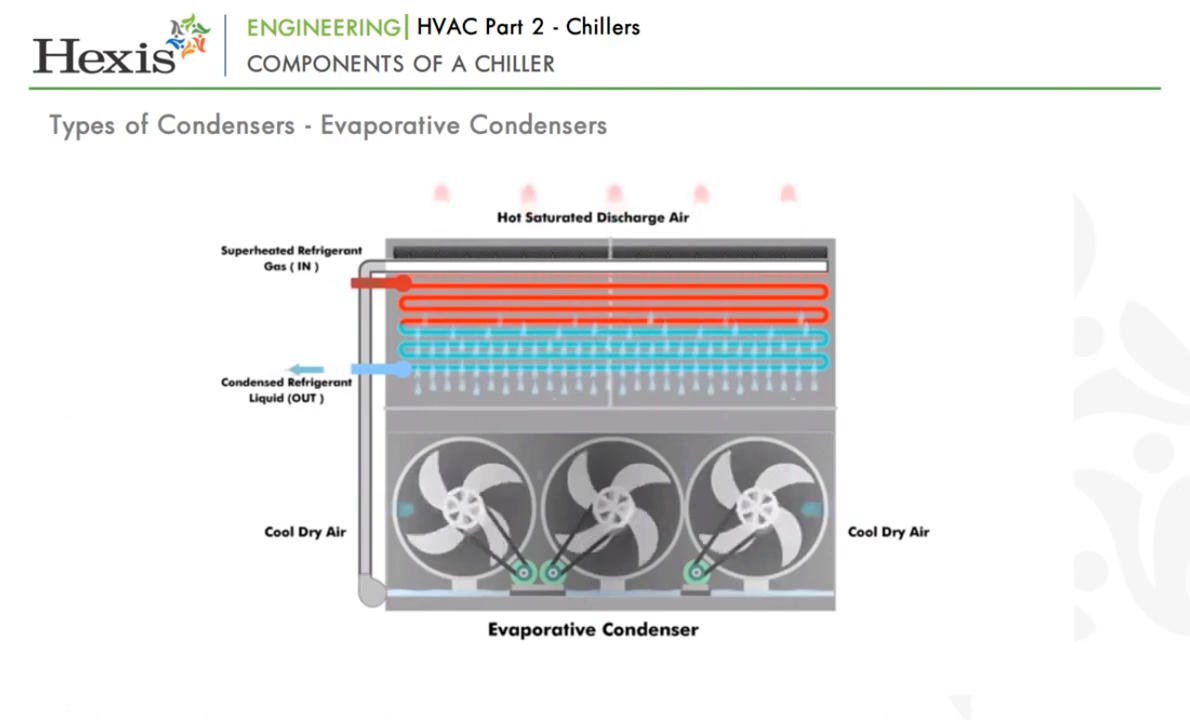 Hexis
ENGINEERING| HVAC Part 2 - Chillers
COMPONENTS OF A CHILLER
Types of Condensers - Evaporative Condensers
Hot Saturated Discharge Air
Superheated Refrigerant
Gas ( IN )
Condensed Refrigerant
Liquid (OUT )
Cool Dry Air
Cool Dry Air
Evaporative Condenser